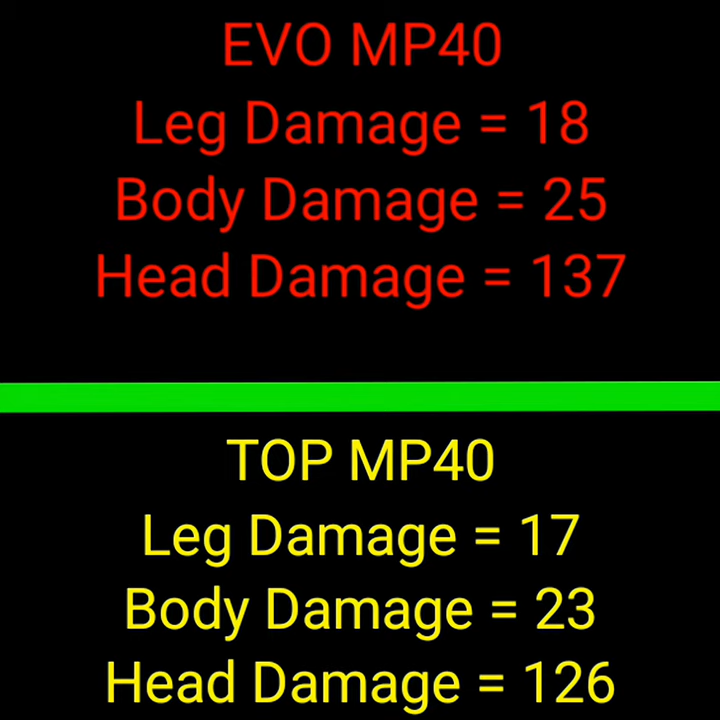 EVO MP40
Leg Damage = 18
Body Damage = 25
Head Damage = 137
TOP MP40
Leg Damage = 17
Body Damage = 23
Head Damage = 126